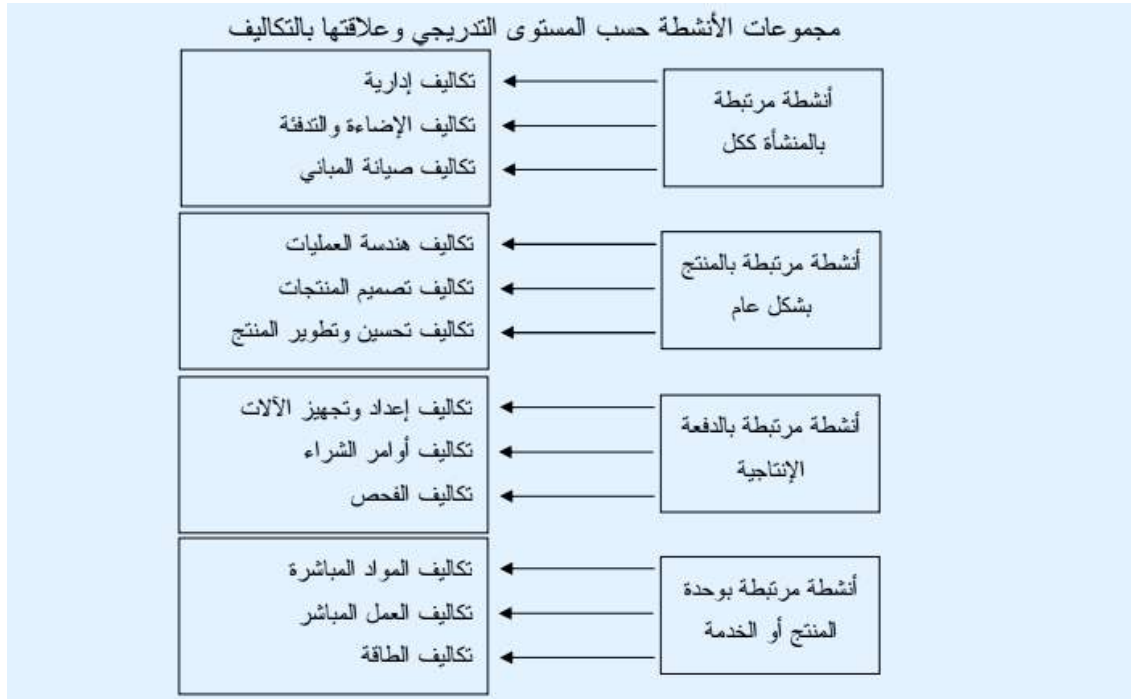 مجموعات الأنشطة حسب المستوى التدريجي وعلاقتها بالتكاليف
أنشطة مرتبطة
بالمنشأة ككل
تكاليف إدارية
تكاليف الإضاءة والتدفئة
تكاليف صيانة المباني
أنشطة مرتبطة بالمنتج
بشكل عام
تكاليف هندسة العمليات
تكاليف تصميم المنتجات
تكاليف تحسين وتطوير المنتج
أنشطة مرتبطة بالدفعة
الإنتاجية
تكاليف إعداد وتجهيز الآلات
تكاليف أوامر الشراء
تكاليف الفحص
أنشطة مرتبطة بوحدة
المنتج أو الخدمة
تكاليف المواد المباشرة
تكاليف العمل المباشر
تكاليف الطاقة